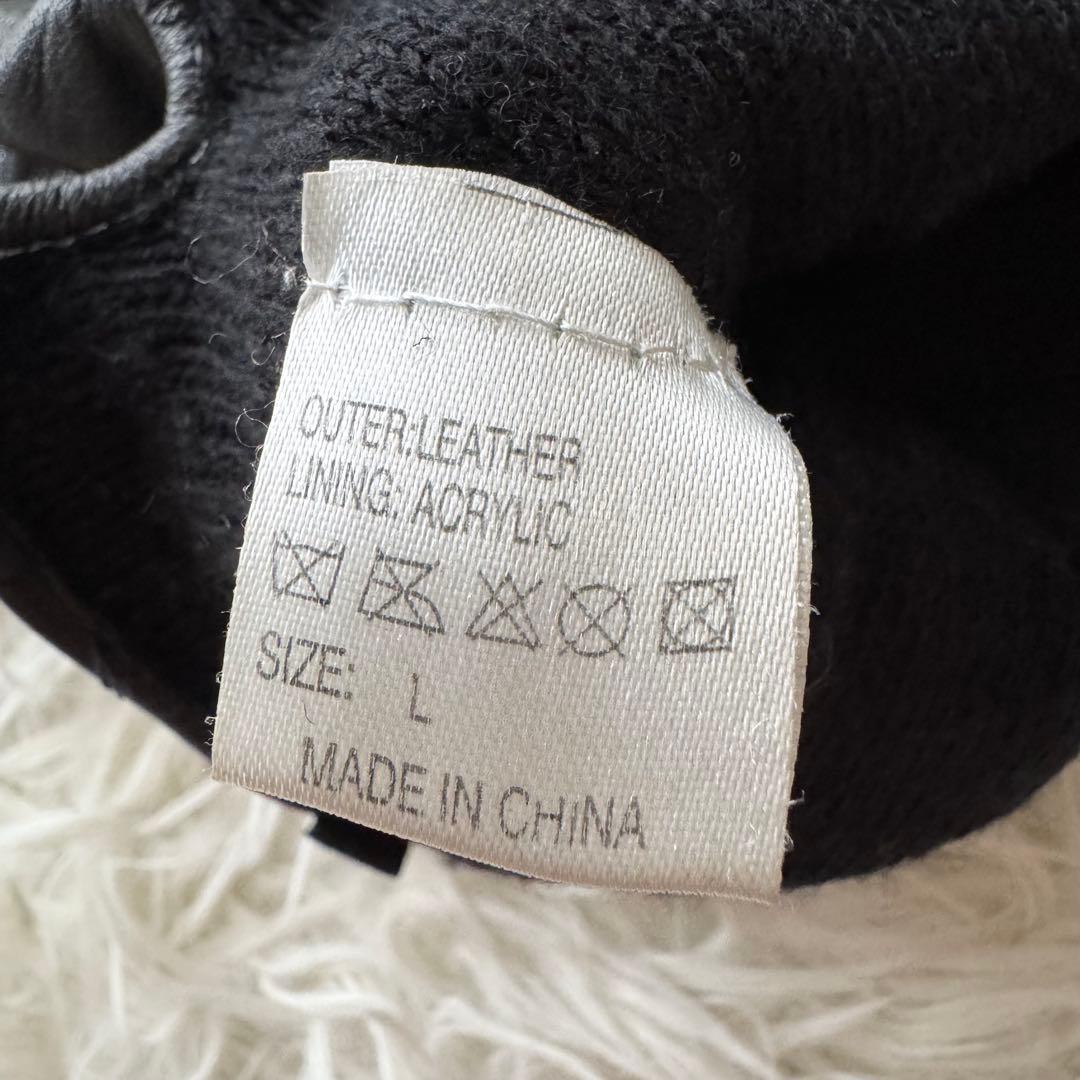 OUTER:LEATHER
LINING: ACRYLIC
SIZE: L
MADE IN CHINA